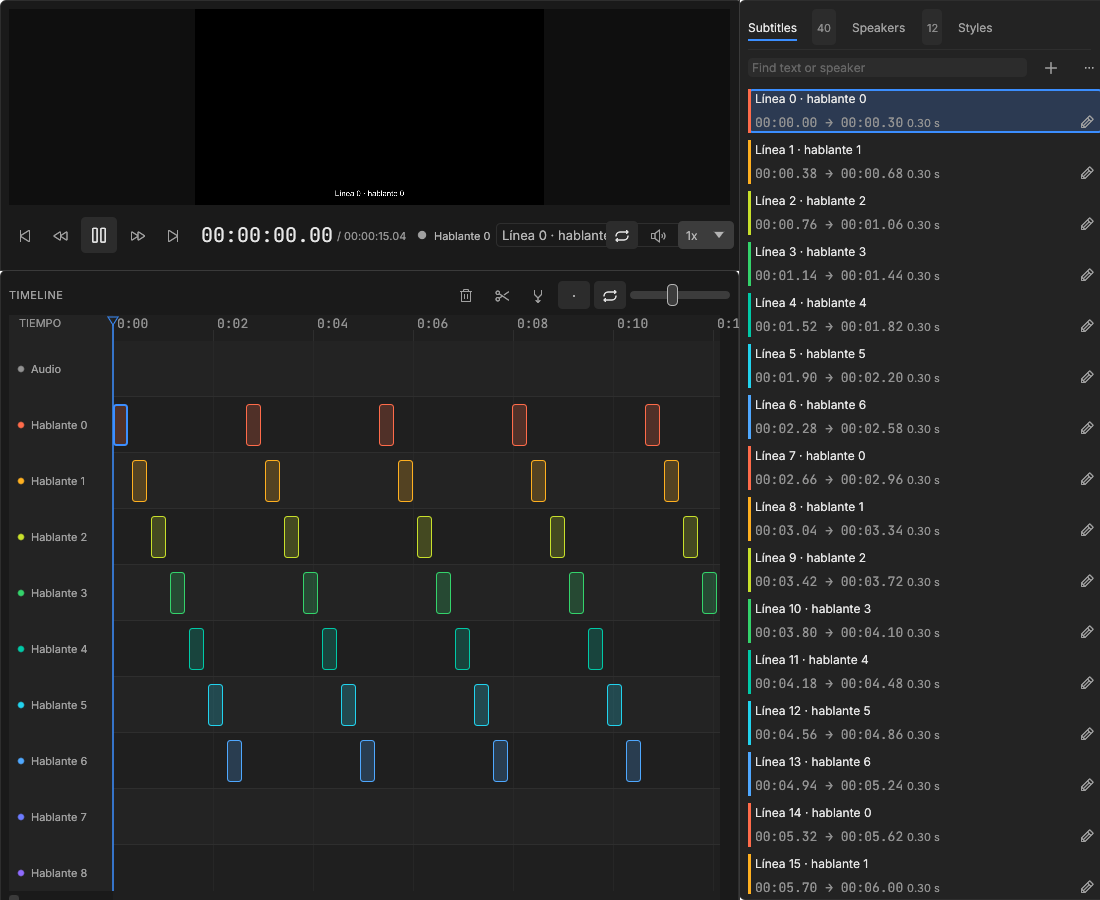 Línea 0 · hablante 0
00:00:00.00 / 00:00:15.04 Hablante 0 Línea 0 · hablante 1x
TIMELINE
TIEMPO 0:00 0:02 0:04 0:06 0:08 0:10 0:1
Audio
Hablante 0
Hablante 1
Hablante 2
Hablante 3
Hablante 4
Hablante 5
Hablante 6
Hablante 7
Hablante 8
Subtitles 40 Speakers 12 Styles
Find text or speaker
Línea 0 · hablante 0
00:00.00 → 00:00.30 0.30 s
Línea 1 · hablante 1
00:00.38 → 00:00.68 0.30 s
Línea 2 · hablante 2
00:00.76 → 00:01.06 0.30 s
Línea 3 · hablante 3
00:01.14 → 00:01.44 0.30 s
Línea 4 · hablante 4
00:01.52 → 00:01.82 0.30 s
Línea 5 · hablante 5
00:01.90 → 00:02.20 0.30 s
Línea 6 · hablante 6
00:02.28 → 00:02.58 0.30 s
Línea 7 · hablante 0
00:02.66 → 00:02.96 0.30 s
Línea 8 · hablante 1
00:03.04 → 00:03.34 0.30 s
Línea 9 · hablante 2
00:03.42 → 00:03.72 0.30 s
Línea 10 · hablante 3
00:03.80 → 00:04.10 0.30 s
Línea 11 · hablante 4
00:04.18 → 00:04.48 0.30 s
Línea 12 · hablante 5
00:04.56 → 00:04.86 0.30 s
Línea 13 · hablante 6
00:04.94 → 00:05.24 0.30 s
Línea 14 · hablante 0
00:05.32 → 00:05.62 0.30 s
Línea 15 · hablante 1
00:05.70 → 00:06.00 0.30 s